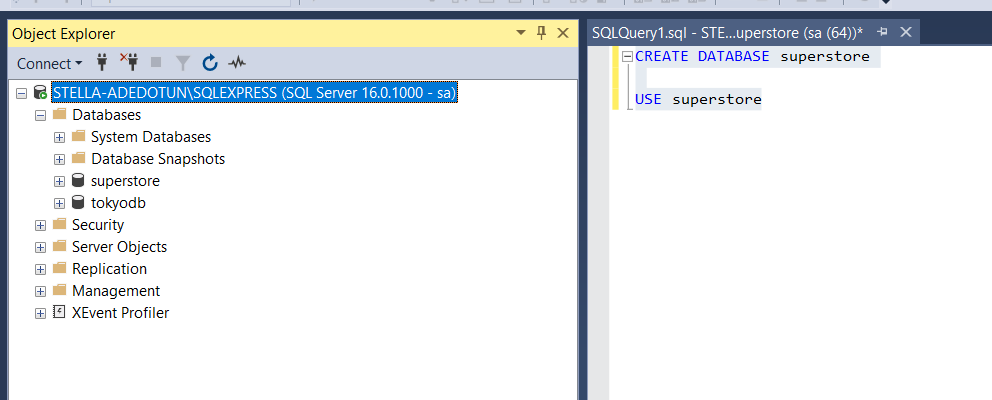 Object Explorer
Connect
STELLA-ADEDOTUN\SQLEXPRESS (SQL Server 16.0.1000 - sa)
Databases
System Databases
Database Snapshots
superstore
tokyodb
Security
Server Objects
Replication
Management
XEvent Profiler
SQLQuery1.sql - STE...uperstore (sa (64))*
CREATE DATABASE superstore
USE superstore